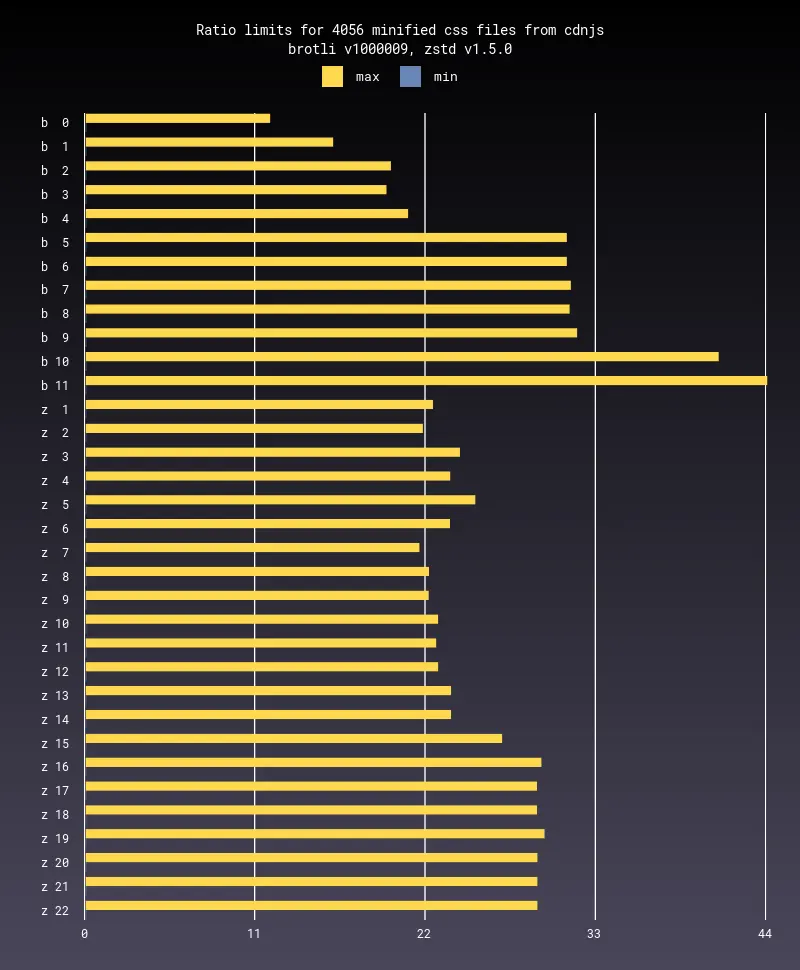 Ratio limits for 4056 minified css files from cdnjs
brotli v1000009, zstd v1.5.0
max min
b 0
b 1
b 2
b 3
b 4
b 5
b 6
b 7
b 8
b 9
b 10
b 11
z 1
z 2
z 3
z 4
z 5
z 6
z 7
z 8
z 9
z 10
z 11
z 12
z 13
z 14
z 15
z 16
z 17
z 18
z 19
z 20
z 21
z 22
0 11 22 33 44